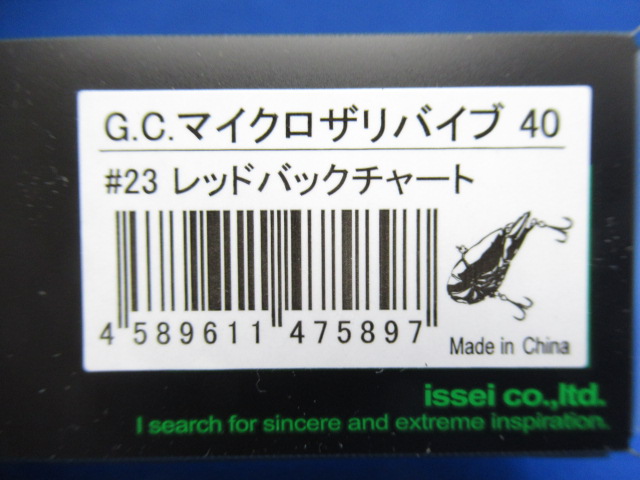 G.C.マイクロザリバイブ 40
#23 レッドバックチャート
4 589611 475897
Made in China
issei co.,ltd.
I search for sincere and extreme inspiration.